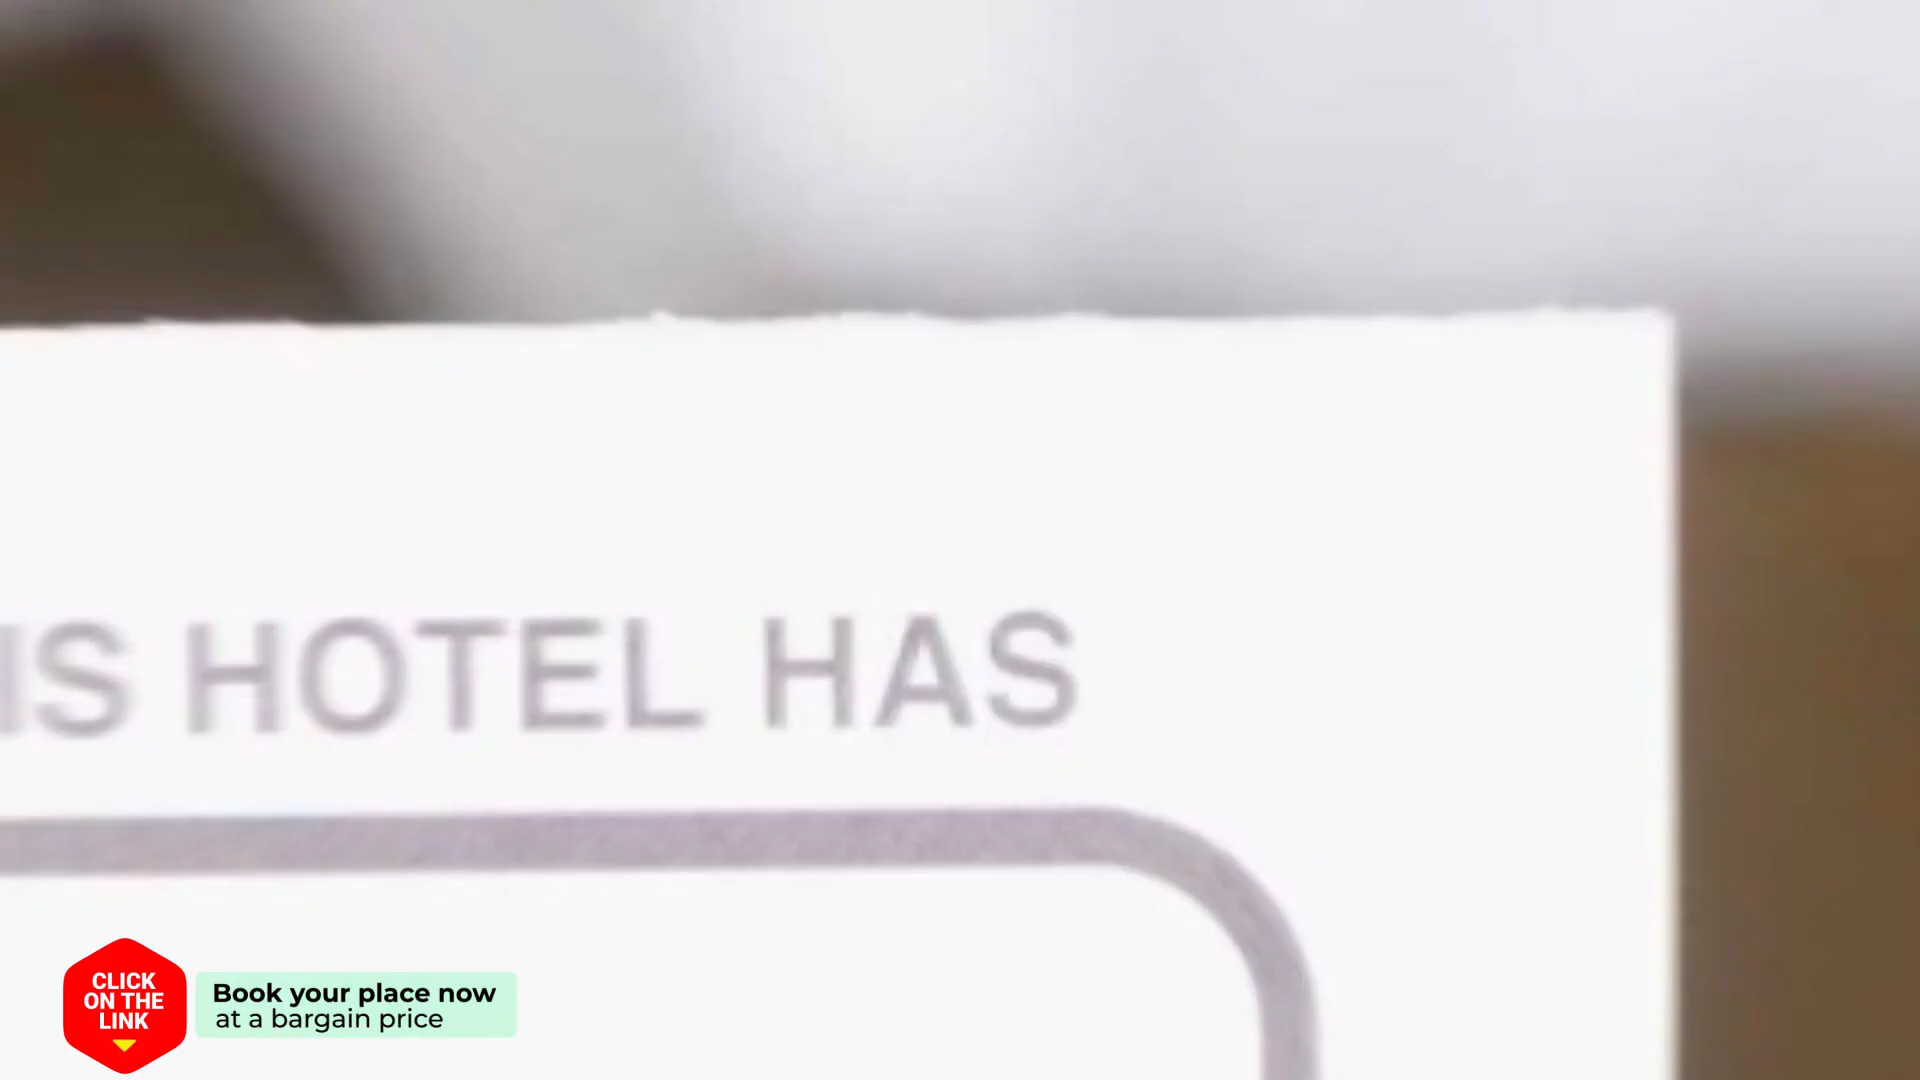 IS HOTEL HAS
CLICK
ON THE
LINK
Book your place now
at a bargain price